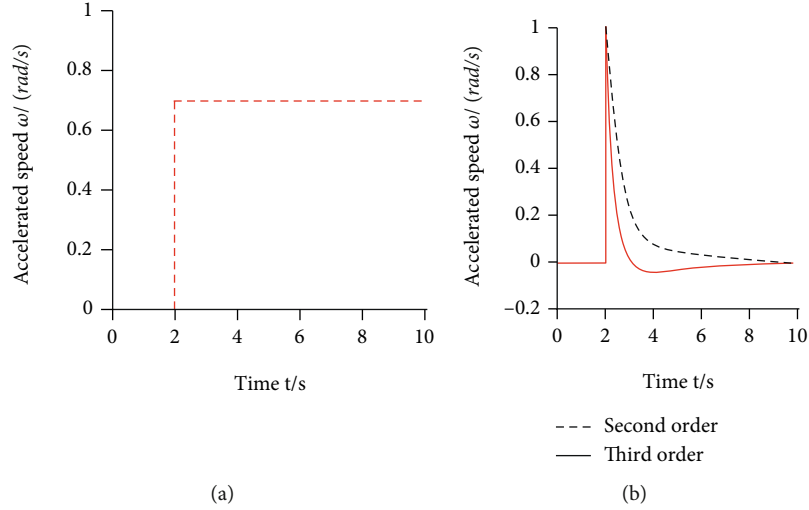 Accelerated speed ω/ (rad/s)
1
0.8
0.6
0.4
0.2
0
0 2 4 6 8 10
Time t/s
(a)
Accelerated speed ω/ (rad/s)
1
0.8
0.6
0.4
0.2
0
–0.2
0 2 4 6 8 10
Time t/s
Second order
Third order
(b)